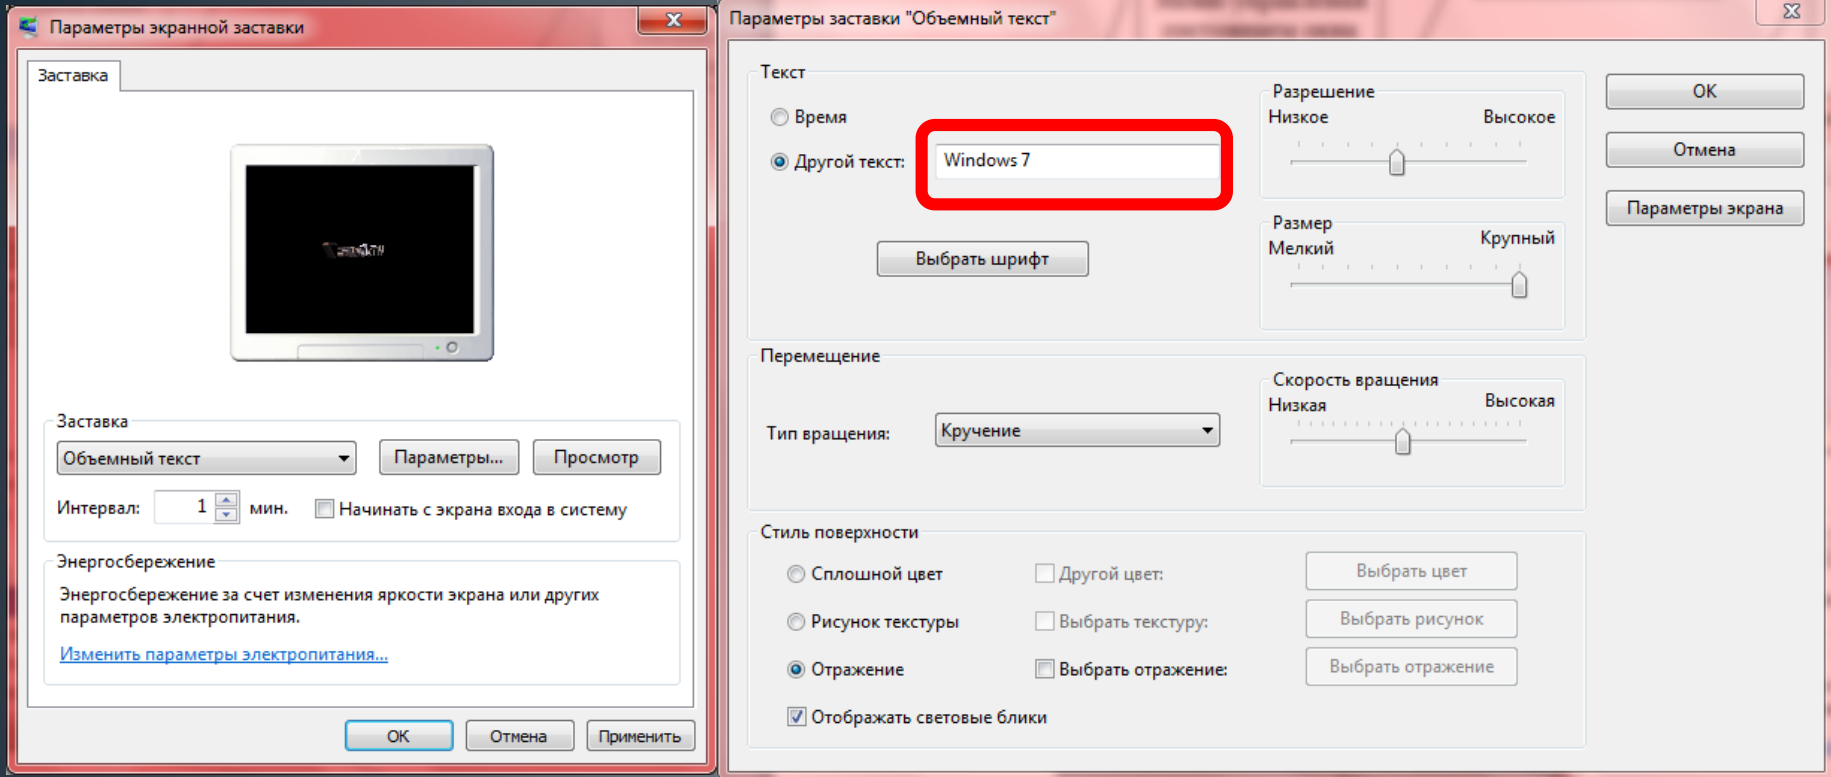 Параметры экранной заставки
Заставка
Заставка
Объемный текст
Параметры...
Просмотр
Интервал:
1
мин.
Начинать с экрана входа в систему
Энергосбережение
Энергосбережение за счет изменения яркости экрана или других
параметров электропитания.
Изменить параметры электропитания...
ОК
Отмена
Применить
Параметры заставки "Объемный текст"
Текст
Время
Другой текст:
Windows 7
Выбрать шрифт
Разрешение
Низкое
Высокое
Размер
Мелкий
Крупный
ОК
Отмена
Параметры экрана
Перемещение
Тип вращения:
Кручение
Скорость вращения
Низкая
Высокая
Стиль поверхности
Сплошной цвет
Другой цвет:
Выбрать цвет
Рисунок текстуры
Выбрать текстуру:
Выбрать рисунок
Отражение
Выбрать отражение:
Выбрать отражение
Отображать световые блики